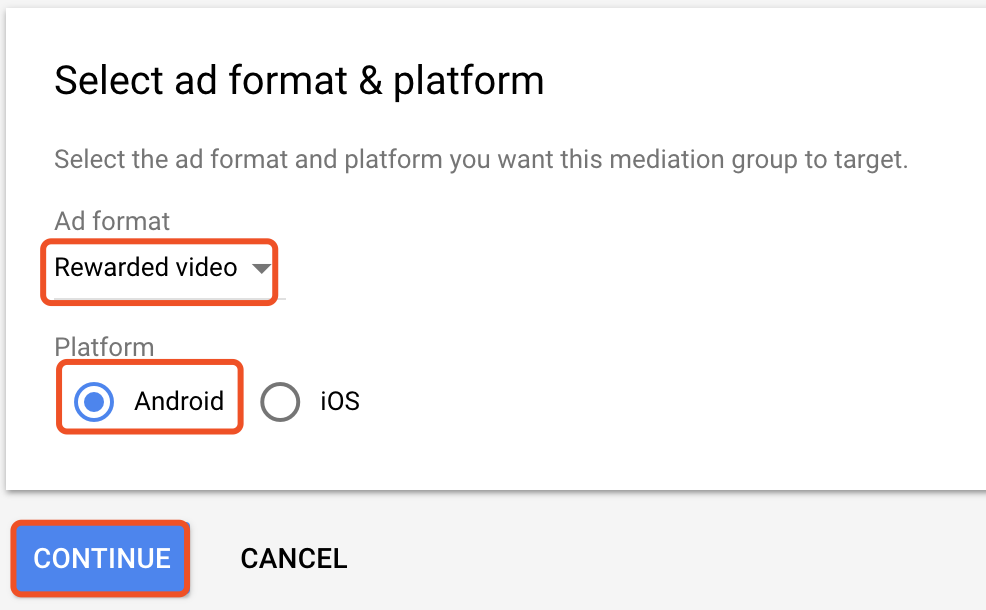 Select ad format & platform
Select the ad format and platform you want this mediation group to target.
Ad format
Rewarded video
Platform
Android iOS
CONTINUE CANCEL